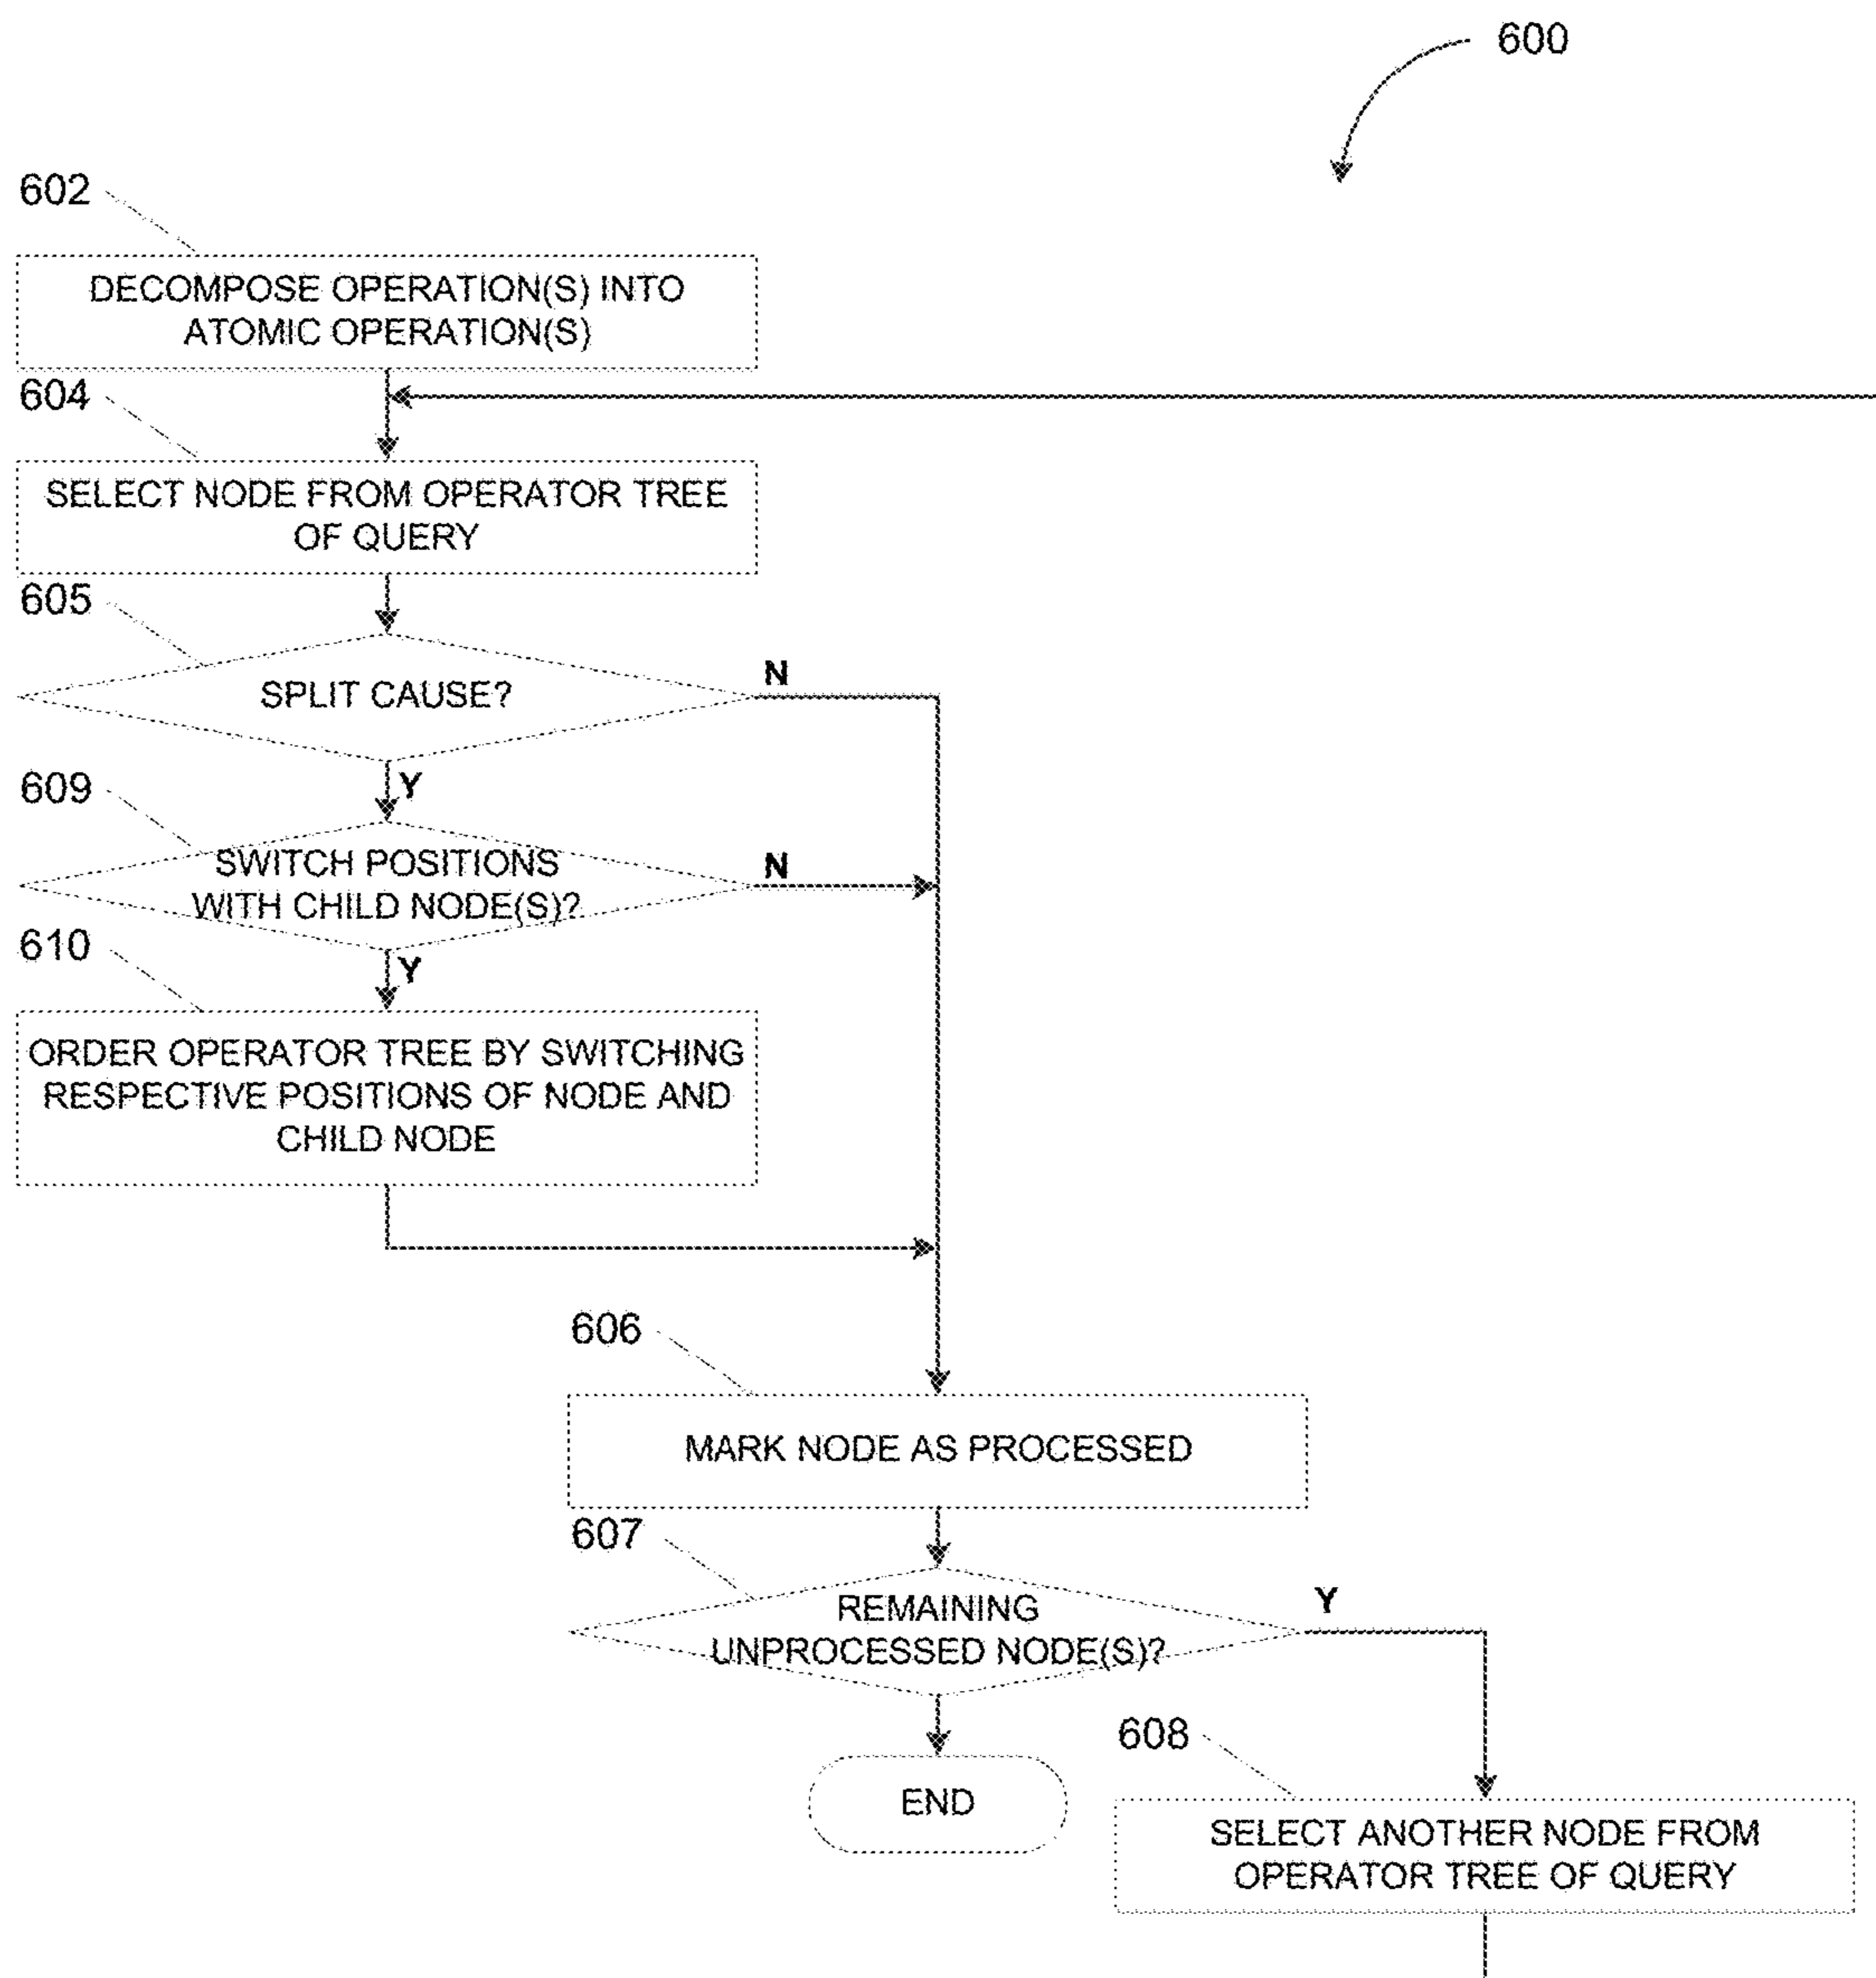 600
602
DECOMPOSE OPERATION(S) INTO
ATOMIC OPERATION(S)
604
SELECT NODE FROM OPERATOR TREE
OF QUERY
605
SPLIT CAUSE?
N
Y
609
SWITCH POSITIONS
WITH CHILD NODE(S)?
N
Y
610
ORDER OPERATOR TREE BY SWITCHING
RESPECTIVE POSITIONS OF NODE AND
CHILD NODE
606
MARK NODE AS PROCESSED
607
REMAINING
UNPROCESSED NODE(S)?
Y
END
608
SELECT ANOTHER NODE FROM
OPERATOR TREE OF QUERY